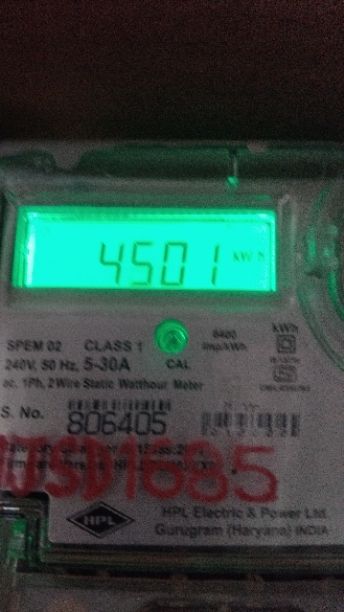 4501 kWh
SPEM 02 CLASS 1 6400 imp/kWh kWh
240V, 50 Hz, 5-30A CAL
ac, 1Ph, 2Wire Static Watthour Meter
S. No. 806405
HPL HPL Electric & Power Ltd.
Gurugram (Haryana) INDIA